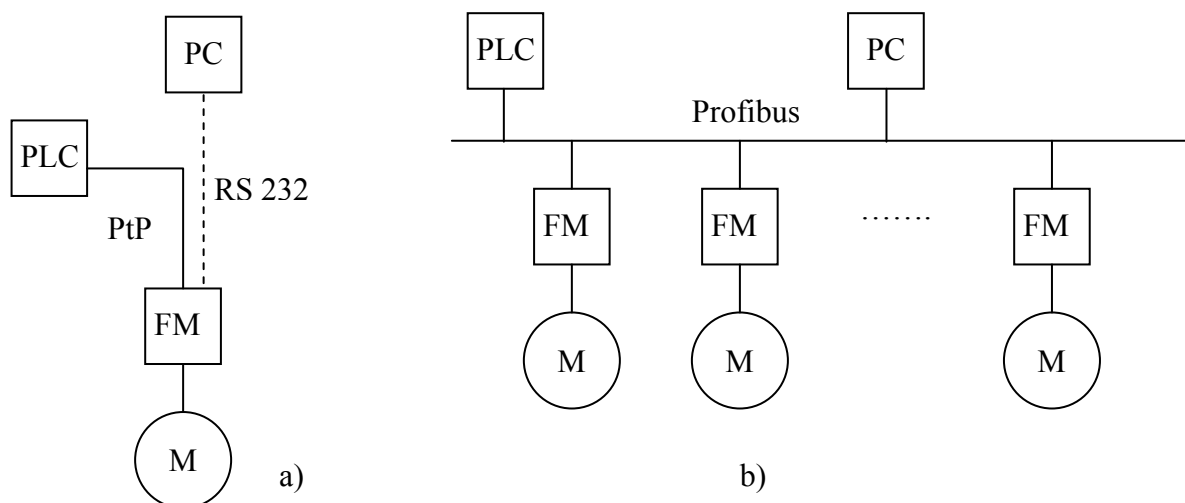 PC
PLC
RS 232
PtP
FM
M
a)
PLC
PC
Profibus
FM
FM
.......
FM
M
M
M
b)